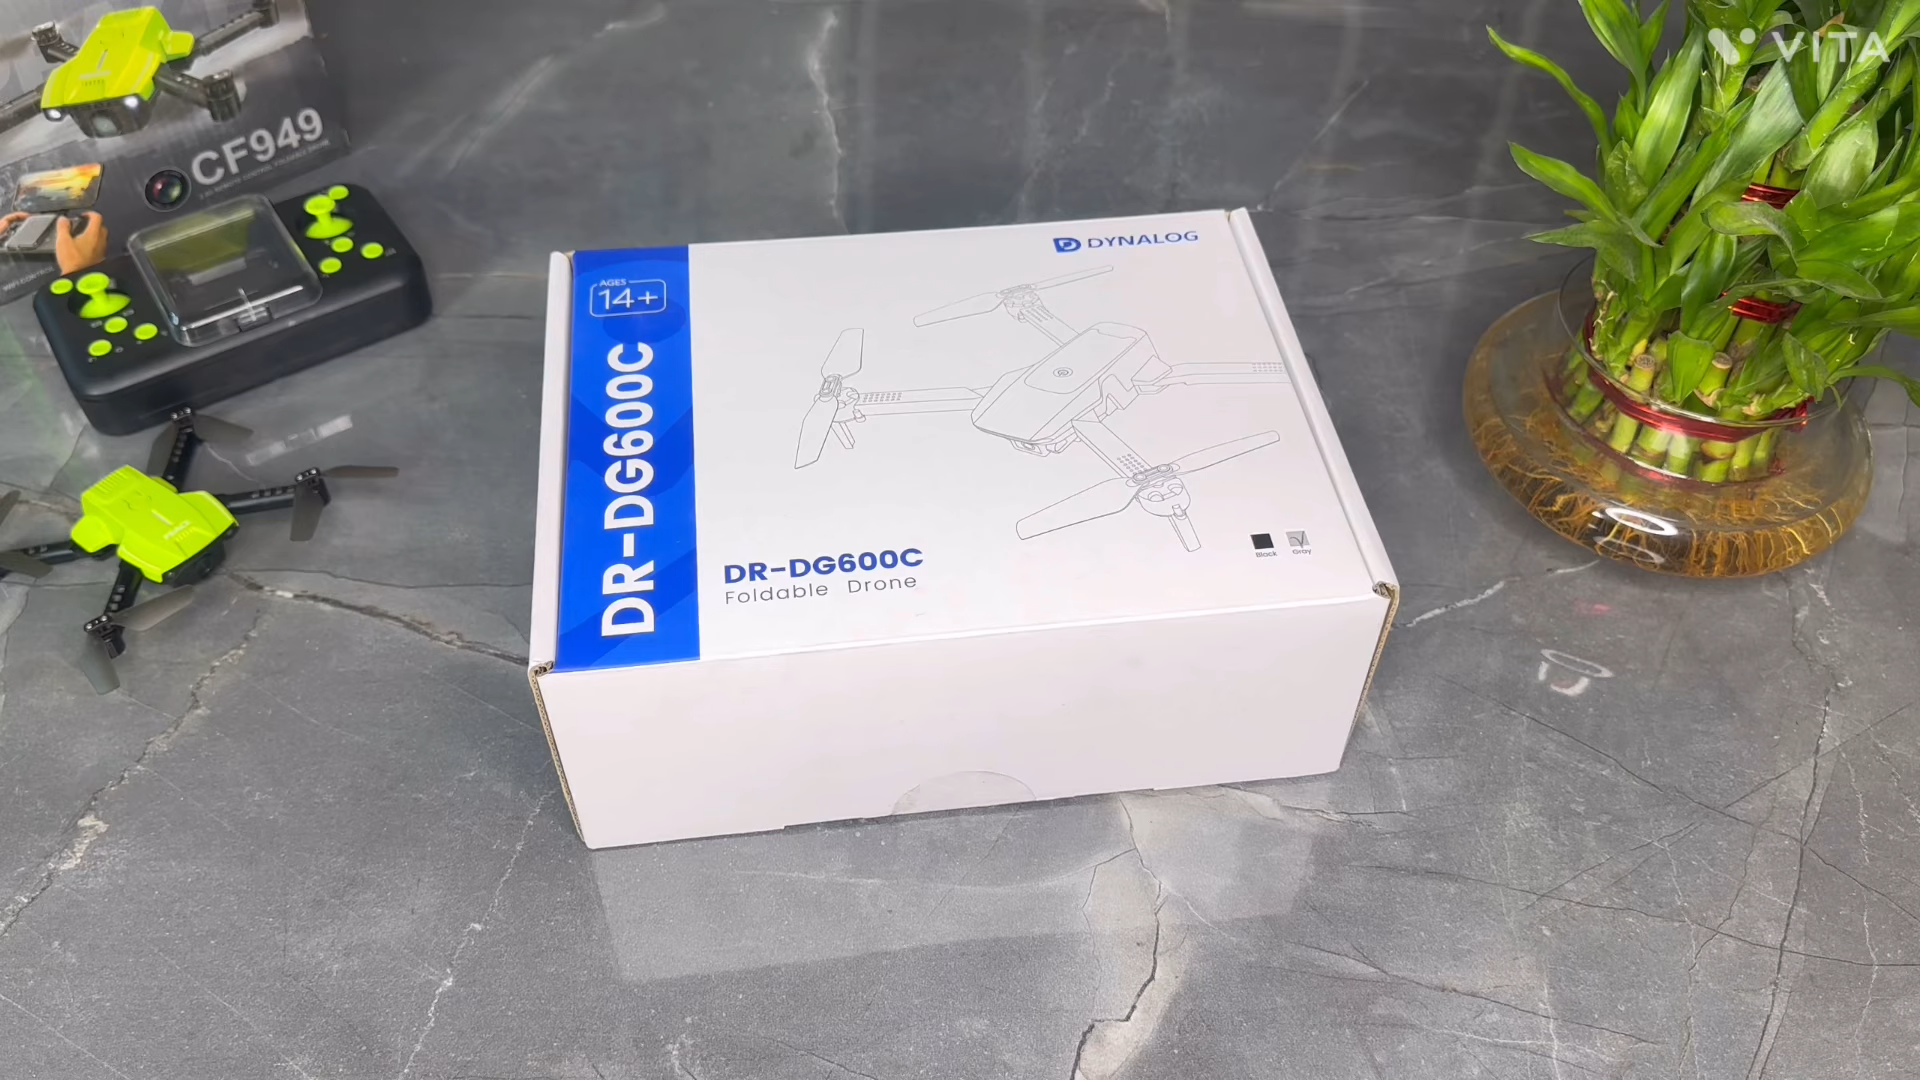 VITA
CF949
DYNALOG
AGES
14+
DR-DG600C
DR-DG600C
Foldable Drone
Black
Gray